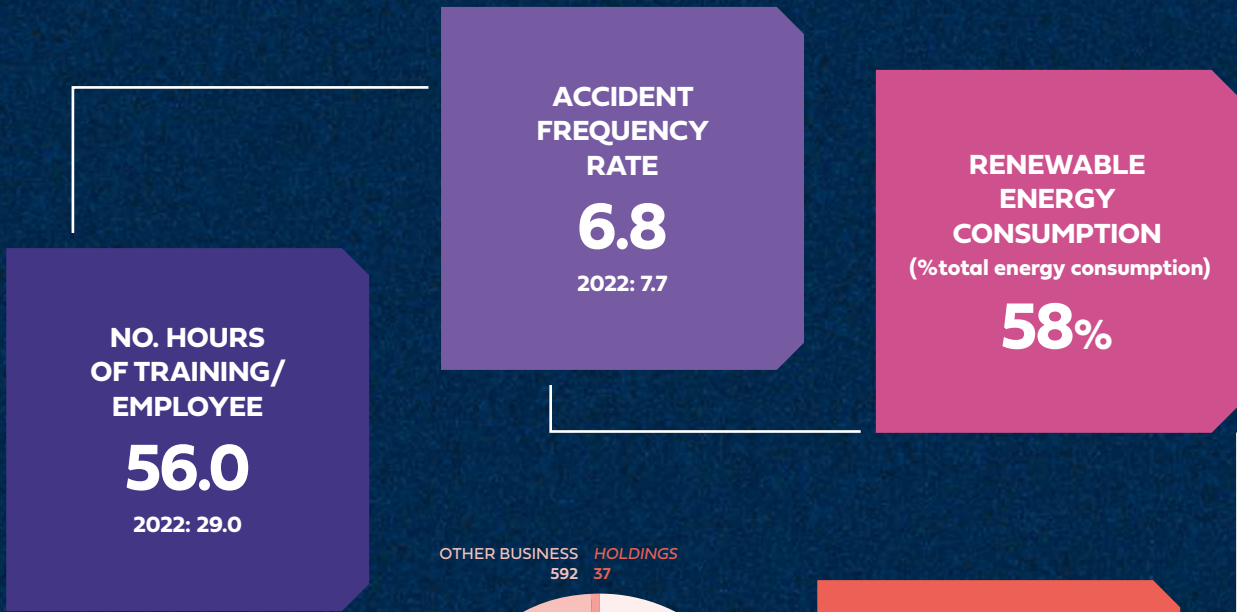 ACCIDENT
FREQUENCY
RATE
6.8
2022: 7.7
RENEWABLE
ENERGY
CONSUMPTION
(%total energy consumption)
58%
NO. HOURS
OF TRAINING/
EMPLOYEE
56.0
2022: 29.0
OTHER BUSINESS
592
HOLDINGS
37